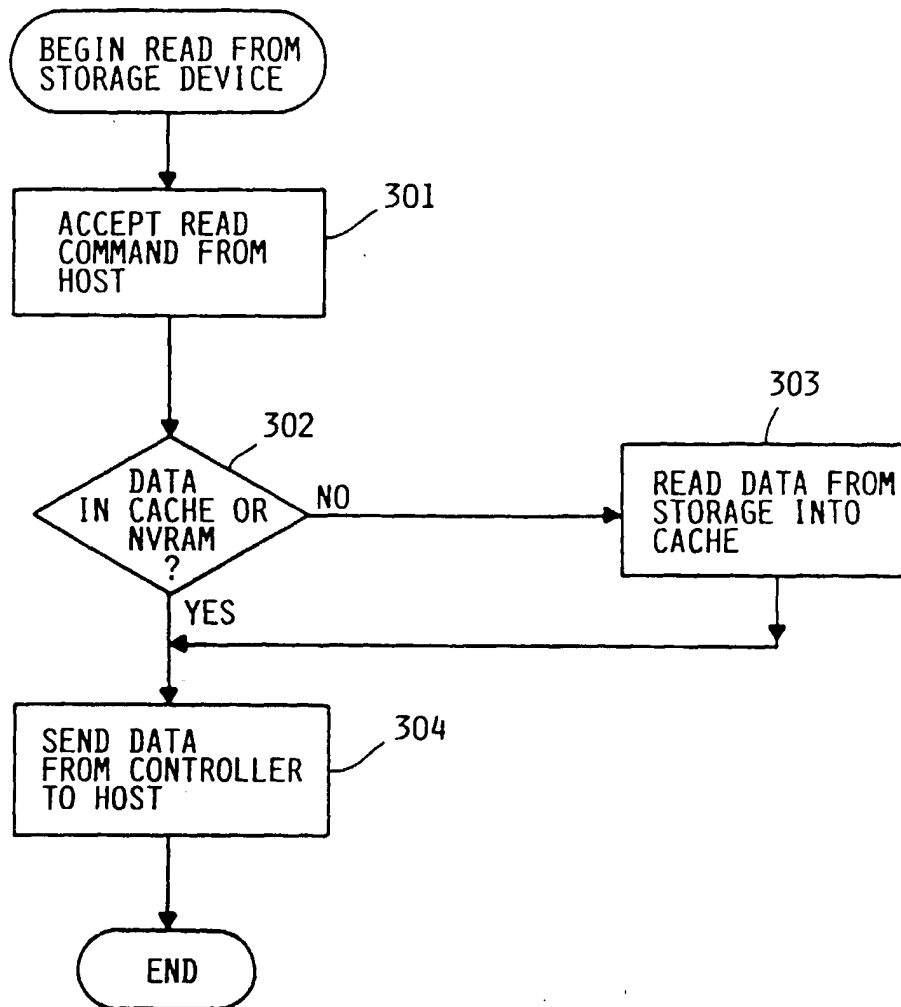 BEGIN READ FROM
STORAGE DEVICE
301
ACCEPT READ
COMMAND FROM
HOST
302
DATA
IN CACHE OR
NVRAM
?
NO
YES
303
READ DATA FROM
STORAGE INTO
CACHE
304
SEND DATA
FROM CONTROLLER
TO HOST
END